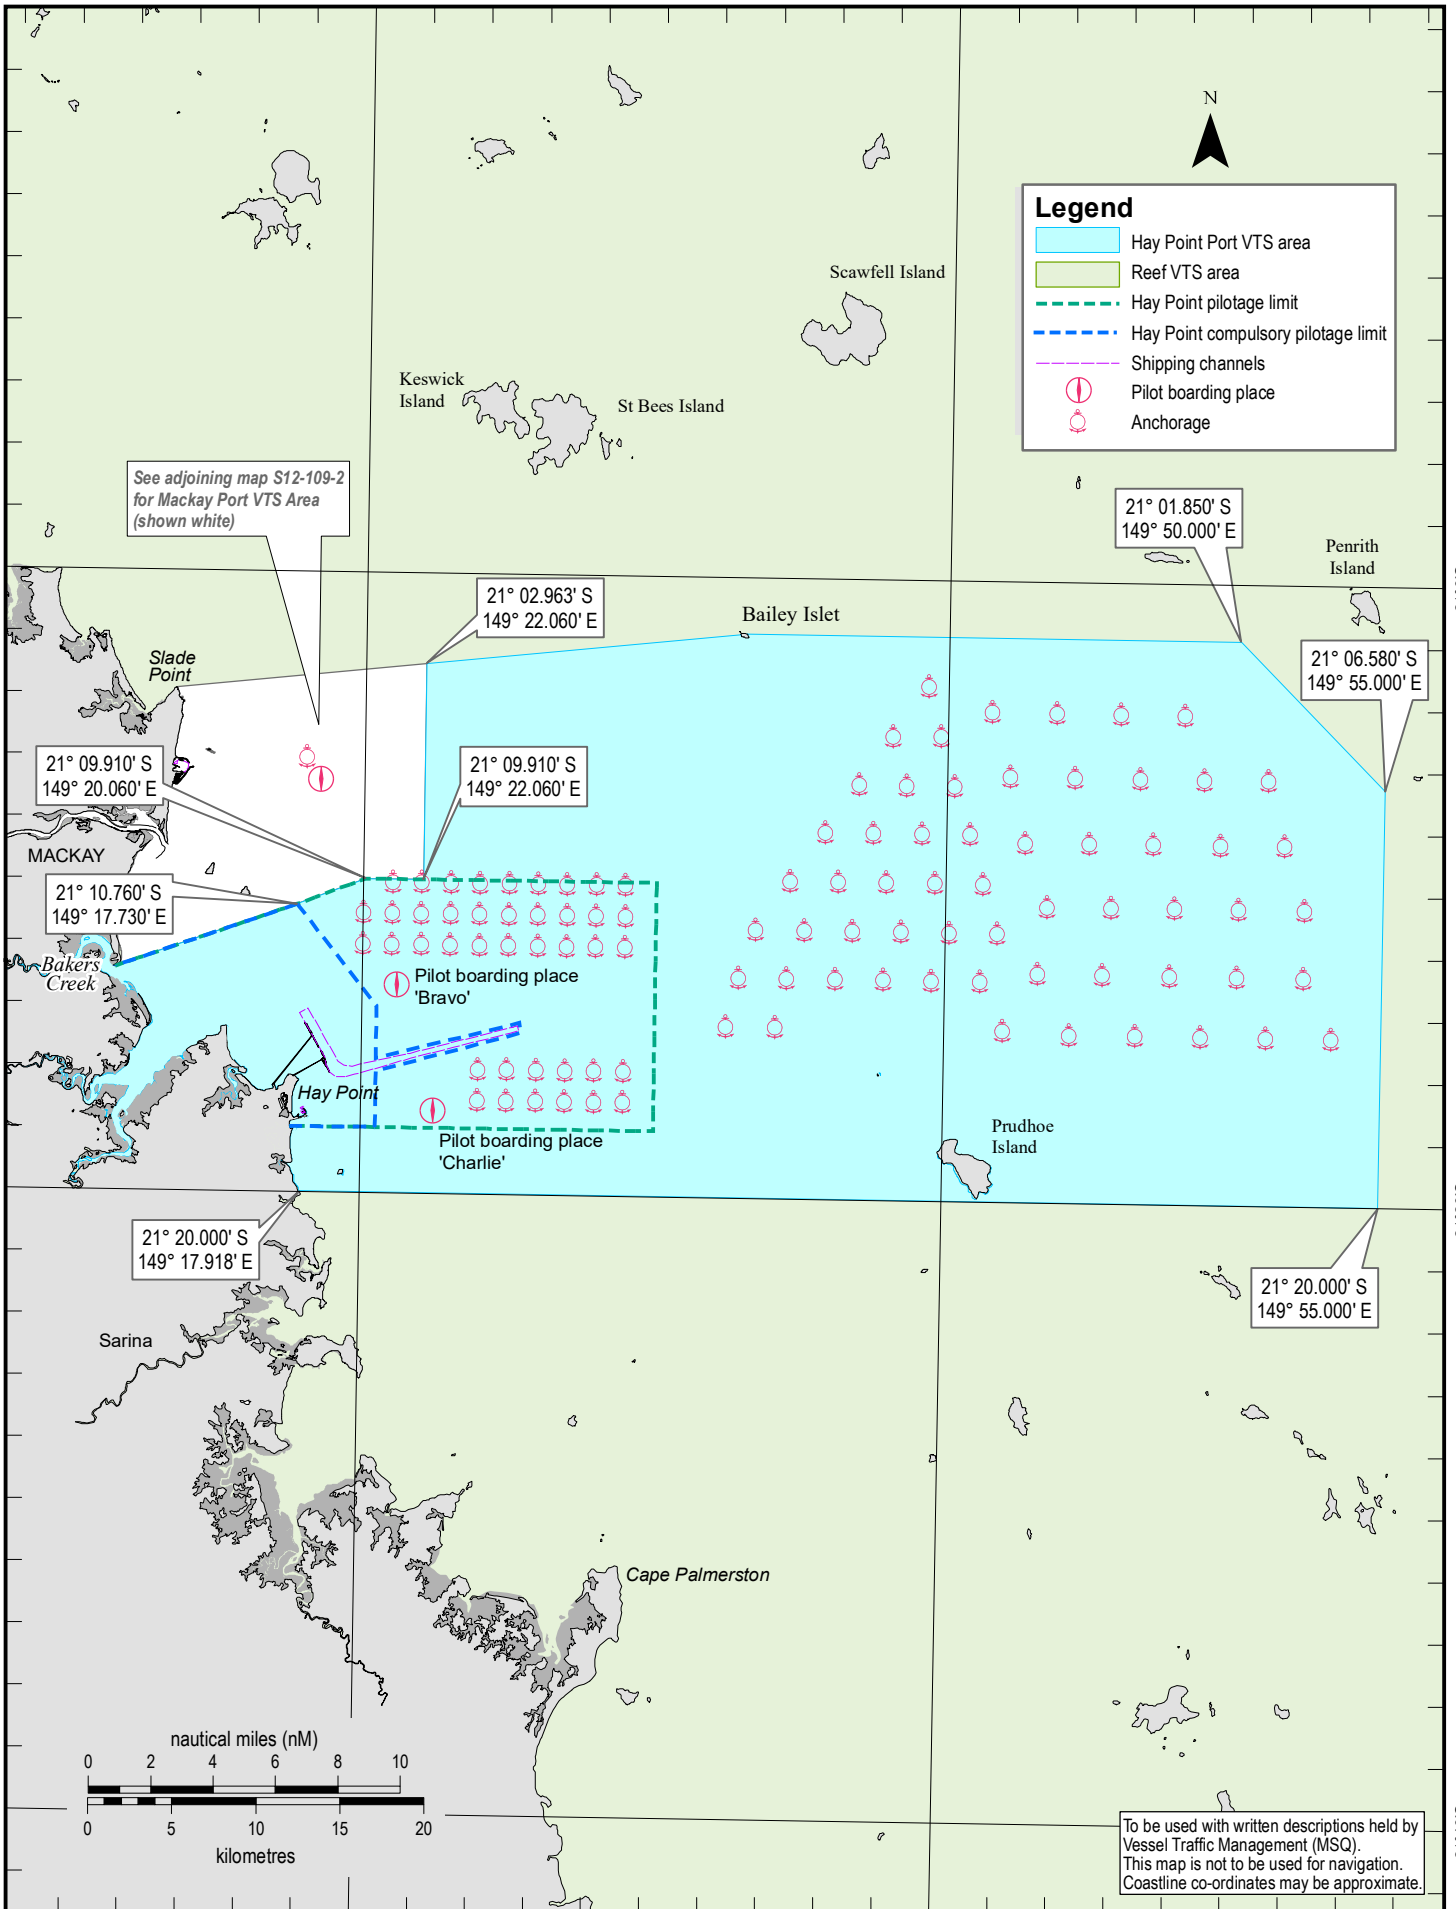 N
Legend
Hay Point Port VTS area
Reef VTS area
Hay Point pilotage limit
Hay Point compulsory pilotage limit
Shipping channels
Pilot boarding place
Anchorage
Scawfell Island
Keswick
Island
St Bees Island
See adjoining map S12-109-2
for Mackay Port VTS Area
(shown white)
21° 01.850' S
149° 50.000' E
Penrith
Island
21° 02.963' S
149° 22.060' E
Bailey Islet
Slade
Point
21° 06.580' S
149° 55.000' E
21° 09.910' S
149° 20.060' E
21° 09.910' S
149° 22.060' E
MACKAY
21° 10.760' S
149° 17.730' E
Bakers
Creek
Pilot boarding place
'Bravo'
Hay Point
Pilot boarding place
'Charlie'
Prudhoe
Island
21° 20.000' S
149° 17.918' E
21° 20.000' S
149° 55.000' E
Sarina
Cape Palmerston
nautical miles (nM)
0 2 4 6 8 10
0 5 10 15 20
kilometres
To be used with written descriptions held by
Vessel Traffic Management (MSQ).
This map is not to be used for navigation.
Coastline co-ordinates may be approximate.